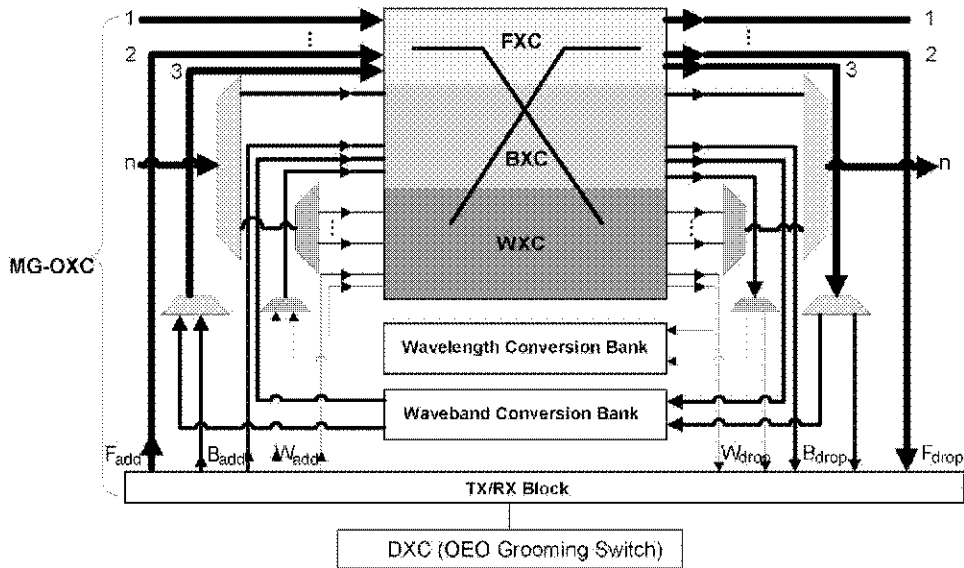 1 FXC 1
2 2
3 3
n n
BXC
WXC
MG-OXC
Wavelength Conversion Bank
Waveband Conversion Bank
Fadd Badd Wadd Wdrop Bdrop Fdrop
TX/RX Block
DXC (OEO Grooming Switch)